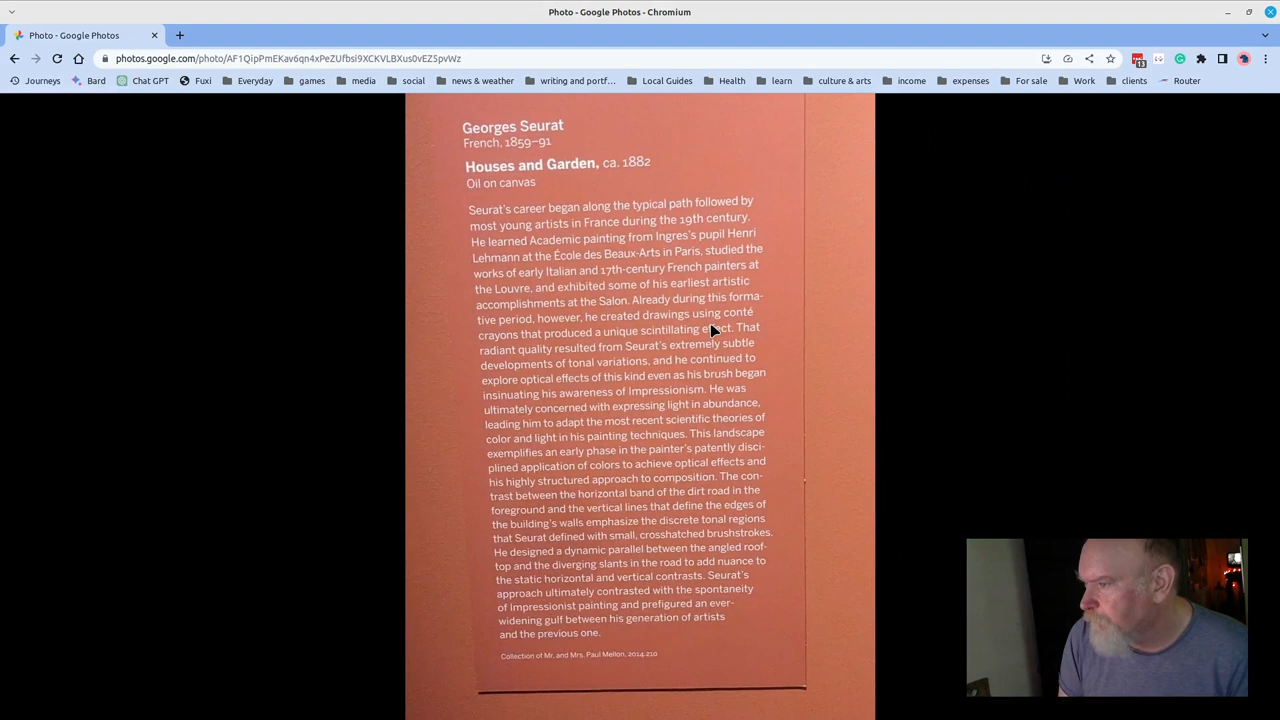 Photo - Google Photos - Chromium
Photo - Google Photos
photos.google.com/photo/AF1QipPmEKav6qn4xPeZUfbsi9XCKVLBXus0vEZ5pvWz
Journeys Bard Chat GPT Fuxi Everyday games media social news & weather writing and portf... Local Guides Health learn culture & arts income expenses For sale Work clients Router
13
Georges Seurat
French, 1859–91
Houses and Garden, ca. 1882
Oil on canvas
Seurat's career began along the typical path followed by
most young artists in France during the 19th century.
He learned Academic painting from Ingres's pupil Henri
Lehmann at the École des Beaux-Arts in Paris, studied the
works of early Italian and 17th-century French painters at
the Louvre, and exhibited some of his earliest artistic
accomplishments at the Salon. Already during this forma-
tive period, however, he created drawings using conté
crayons that produced a unique scintillating effect. That
radiant quality resulted from Seurat's extremely subtle
developments of tonal variations, and he continued to
explore optical effects of this kind even as his brush began
insinuating his awareness of Impressionism. He was
ultimately concerned with expressing light in abundance,
leading him to adapt the most recent scientific theories of
color and light in his painting techniques. This landscape
exemplifies an early phase in the painter's patently disci-
plined application of colors to achieve optical effects and
his highly structured approach to composition. The con-
trast between the horizontal band of the dirt road in the
foreground and the vertical lines that define the edges of
the building's walls emphasize the discrete tonal regions
that Seurat defined with small, crosshatched brushstrokes.
He designed a dynamic parallel between the angled roof-
top and the diverging slants in the road to add nuance to
the static horizontal and vertical contrasts. Seurat's
approach ultimately contrasted with the spontaneity
of Impressionist painting and prefigured an ever-
widening gulf between his generation of artists
and the previous one.
Collection of Mr. and Mrs. Paul Mellon, 2014.210